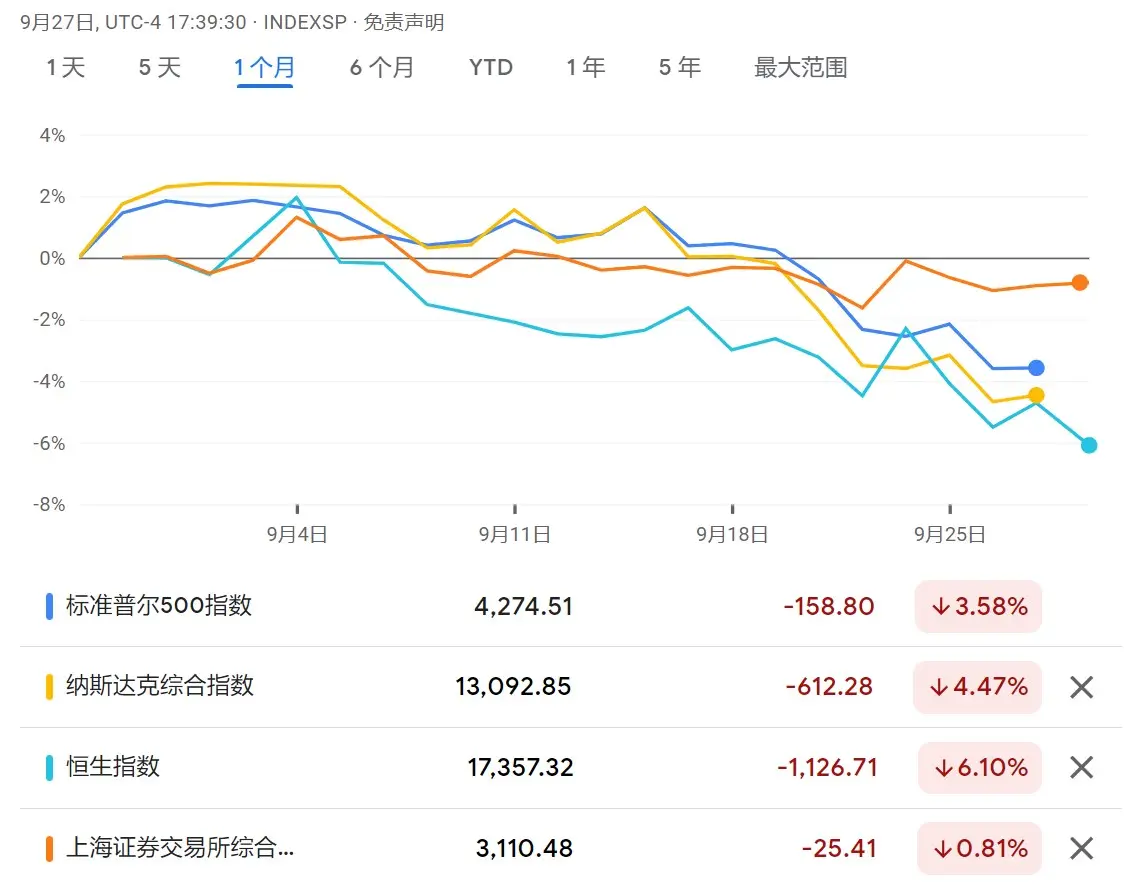 9月27日, UTC-4 17:39:30 · INDEXSP · 免责声明
1 天 5 天 1 个月 6 个月 YTD 1 年 5 年 最大范围
4%
2%
0%
-2%
-4%
-6%
-8%
9月4日 9月11日 9月18日 9月25日
标准普尔500指数 4,274.51 -158.80 ↓3.58%
纳斯达克综合指数 13,092.85 -612.28 ↓4.47%
恒生指数 17,357.32 -1,126.71 ↓6.10%
上海证券交易所综合... 3,110.48 -25.41 ↓0.81%